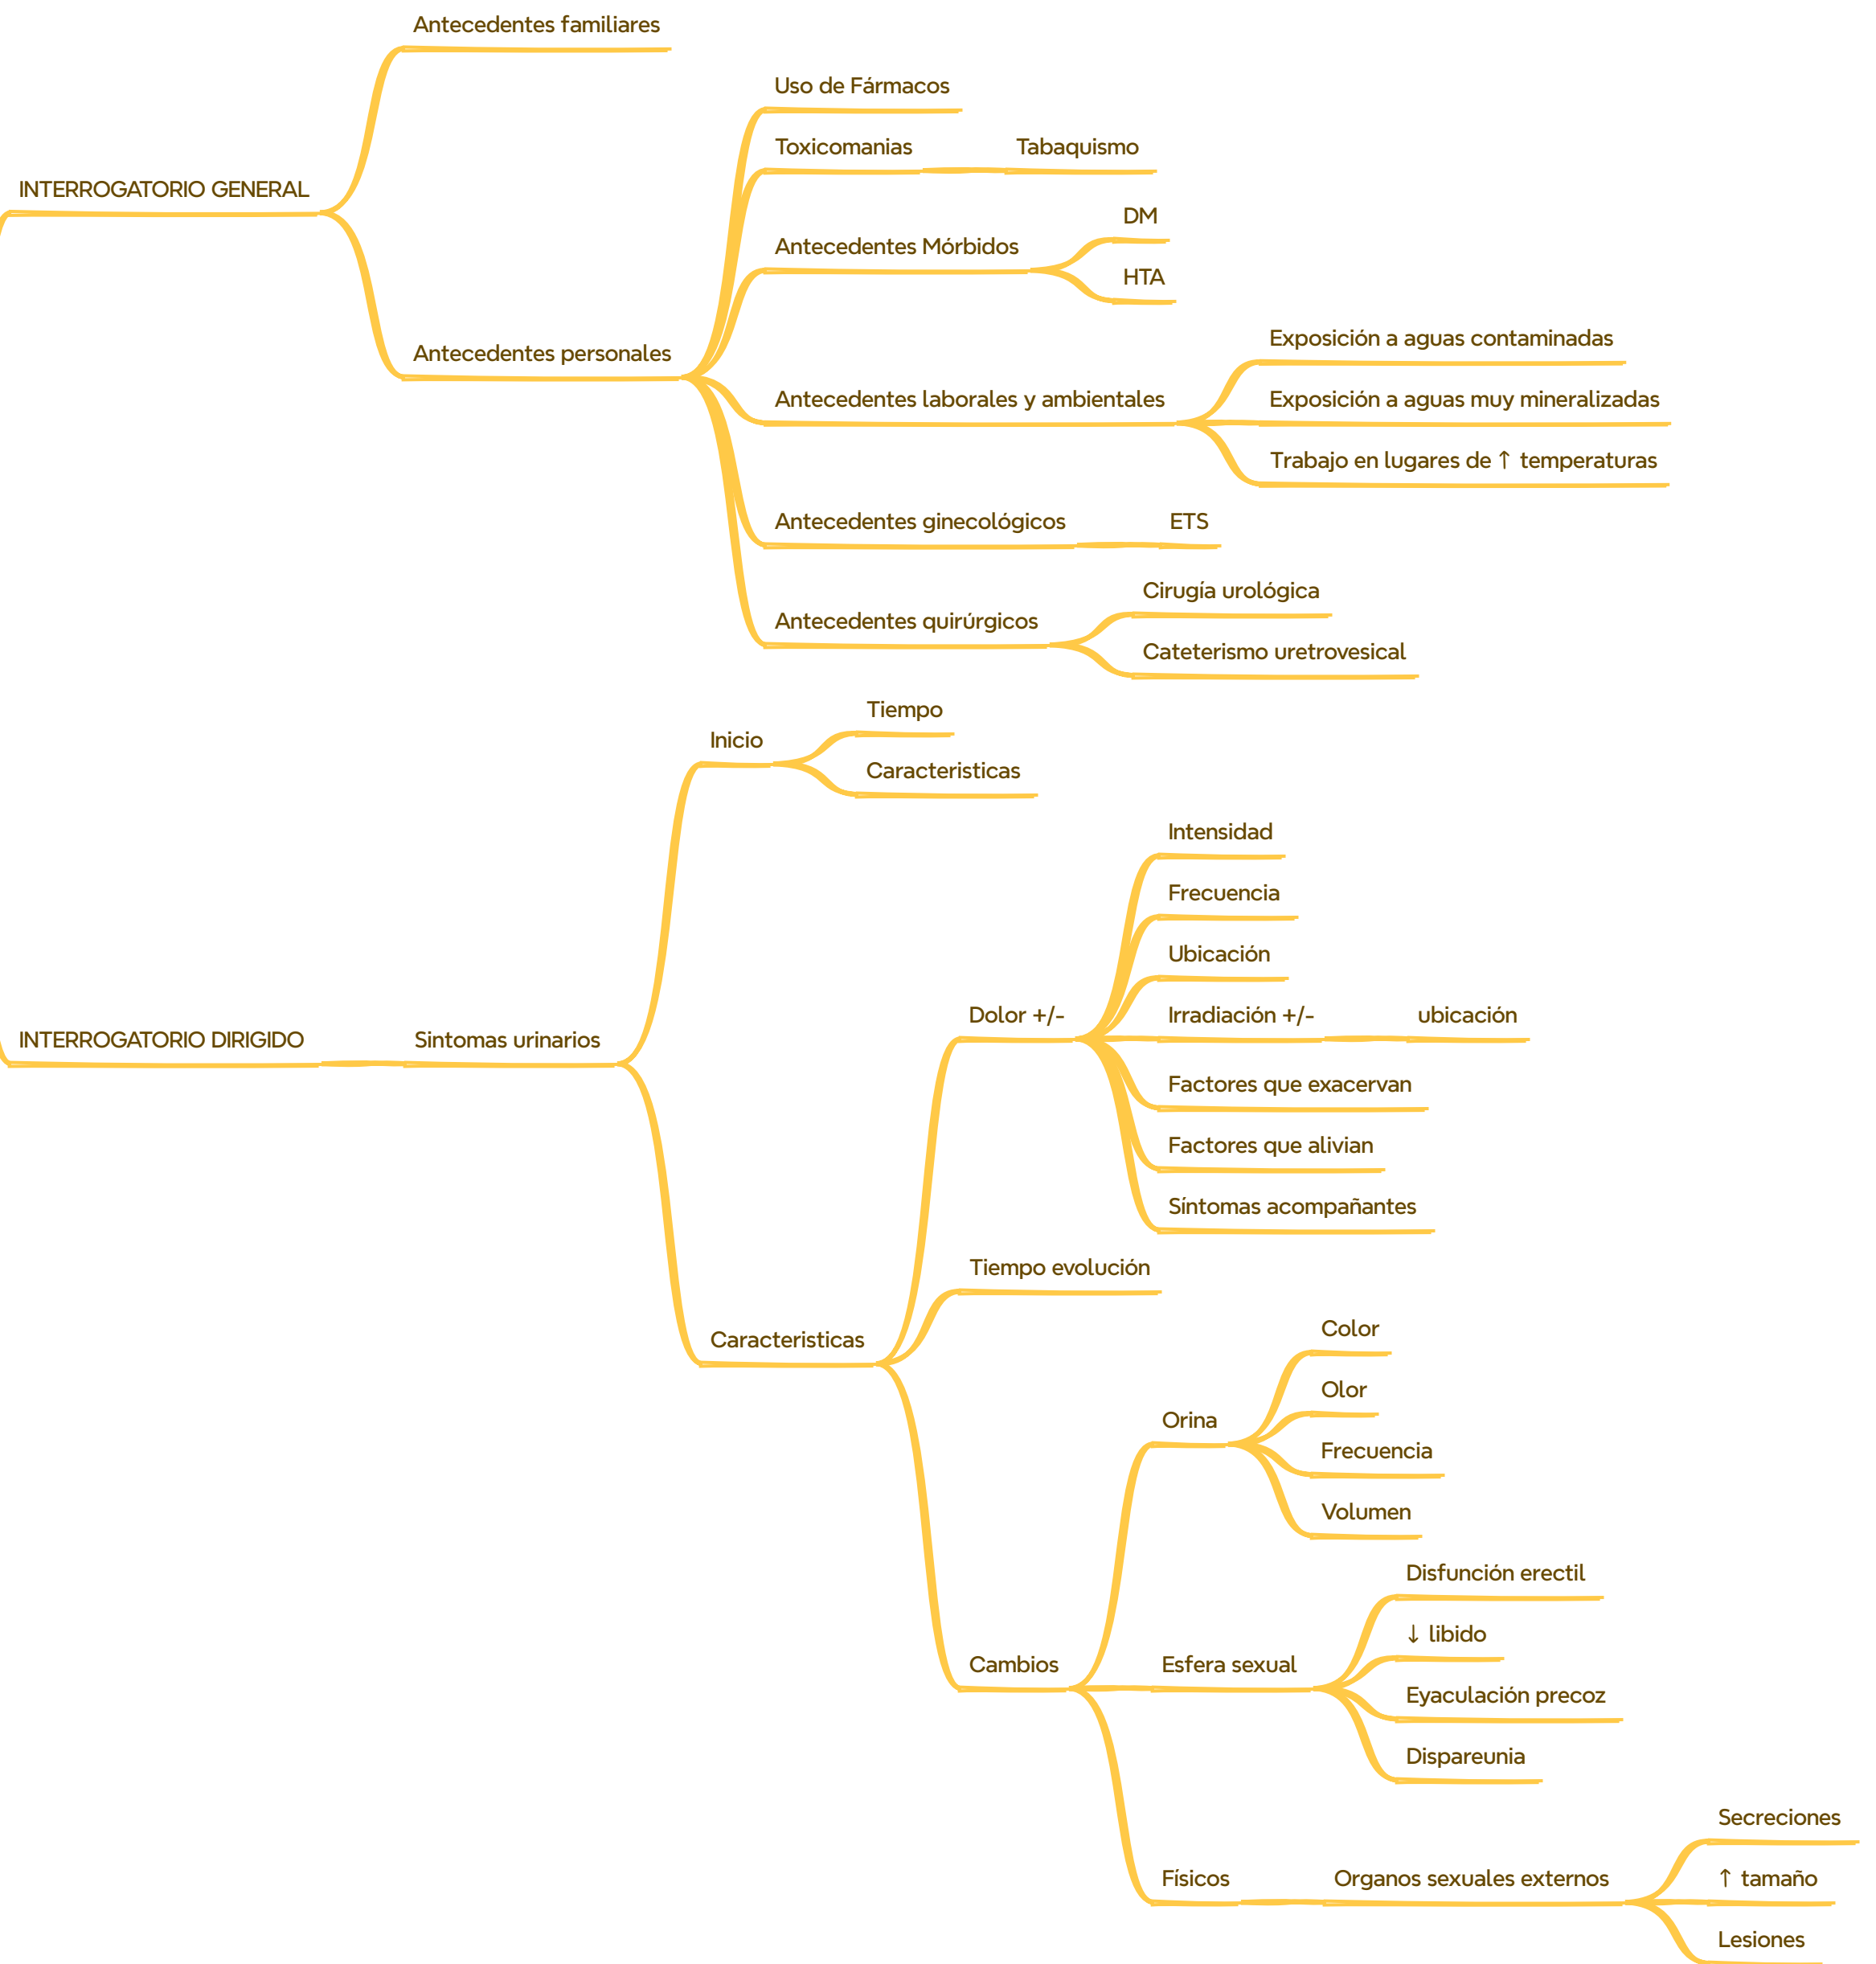 Antecedentes familiares
Uso de Fármacos
Toxicomanias
Tabaquismo
INTERROGATORIO GENERAL
DM
Antecedentes Mórbidos
HTA
Exposición a aguas contaminadas
Antecedentes personales
Antecedentes laborales y ambientales
Exposición a aguas muy mineralizadas
Trabajo en lugares de ↑ temperaturas
Antecedentes ginecológicos
ETS
Cirugía urológica
Antecedentes quirúrgicos
Cateterismo uretrovesical
Tiempo
Inicio
Caracteristicas
Intensidad
Frecuencia
Ubicación
Dolor +/-
Irradiación +/-
ubicación
INTERROGATORIO DIRIGIDO
Sintomas urinarios
Factores que exacervan
Factores que alivian
Síntomas acompañantes
Tiempo evolución
Caracteristicas
Color
Olor
Orina
Frecuencia
Volumen
Disfunción erectil
↓ libido
Cambios
Esfera sexual
Eyaculación precoz
Dispareunia
Secreciones
Físicos
Organos sexuales externos
↑ tamaño
Lesiones